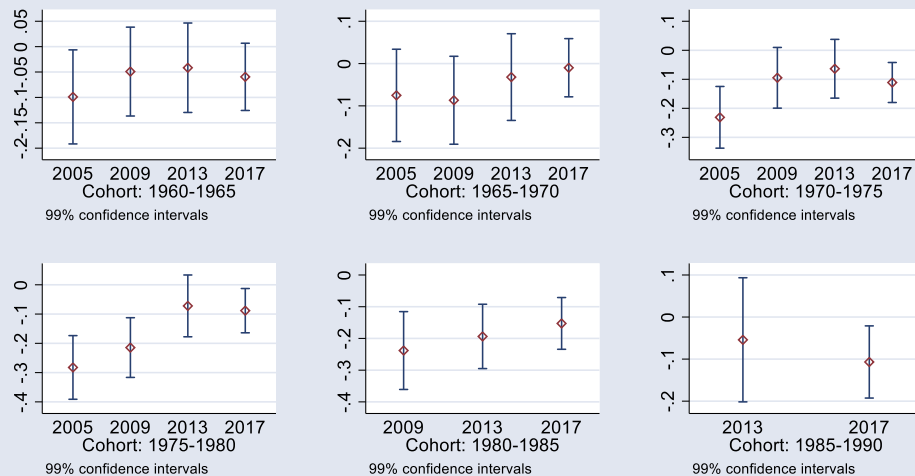 .05
0
-.05
-.1
-.15
-.2
2005 2009 2013 2017
Cohort: 1960-1965
99% confidence intervals
.1
0
-.1
-.2
2005 2009 2013 2017
Cohort: 1965-1970
99% confidence intervals
.1
0
-.1
-.2
-.3
2005 2009 2013 2017
Cohort: 1970-1975
99% confidence intervals
0
-.1
-.2
-.3
-.4
2005 2009 2013 2017
Cohort: 1975-1980
99% confidence intervals
0
-.1
-.2
-.3
-.4
2009 2013 2017
Cohort: 1980-1985
99% confidence intervals
.1
0
-.1
-.2
2013 2017
Cohort: 1985-1990
99% confidence intervals